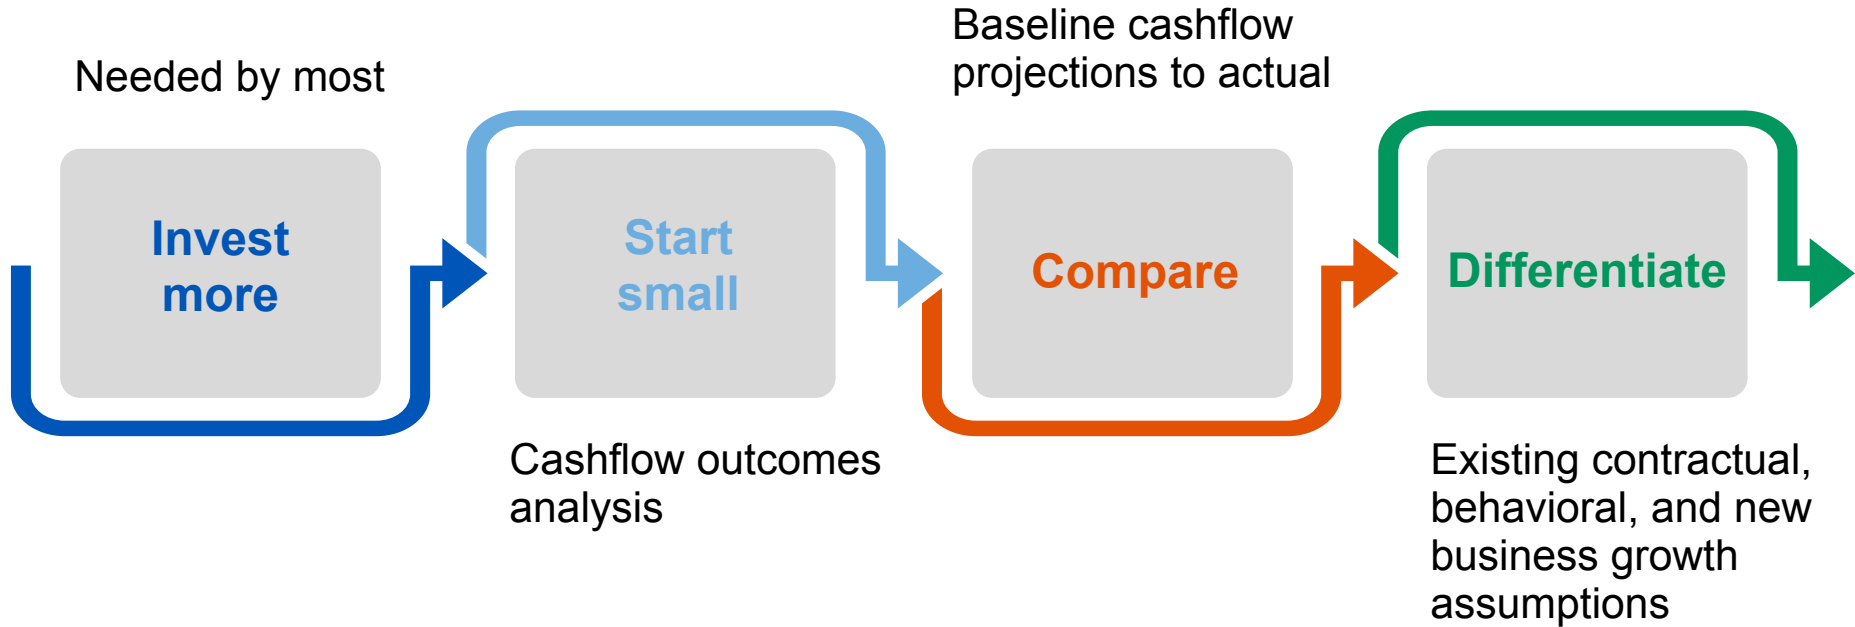 Needed by most
Invest
more
Start
small
Cashflow outcomes
analysis
Baseline cashflow
projections to actual
Compare
Differentiate
Existing contractual,
behavioral, and new
business growth
assumptions